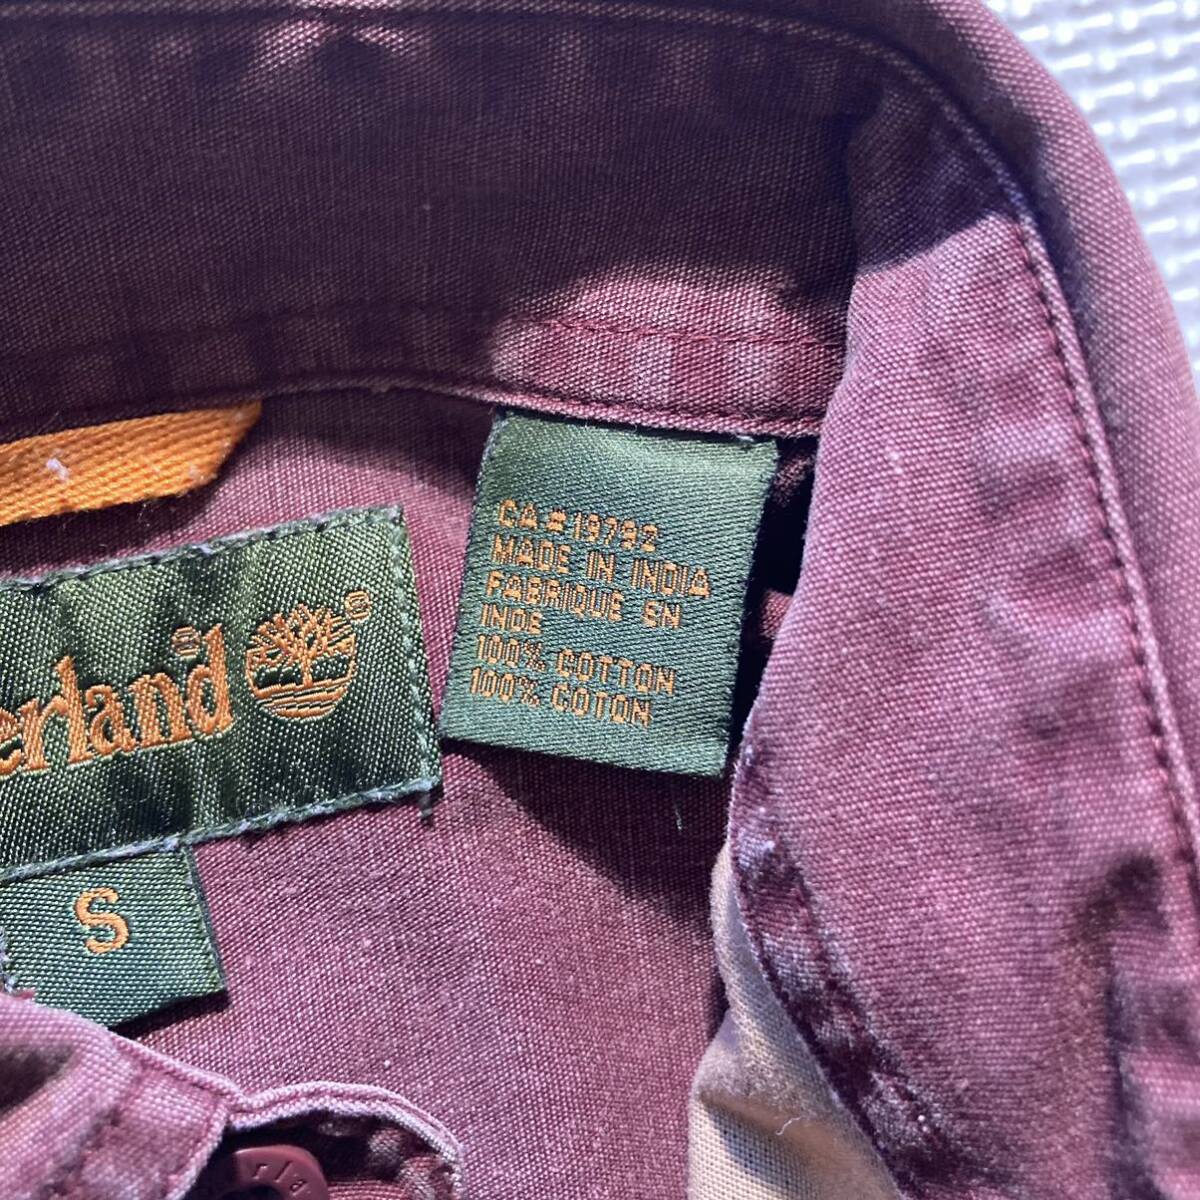 CA # 19792
MADE IN INDIA
FABRIQUE EN
INDE
100% COTTON
100% COTON
erland® ®
S